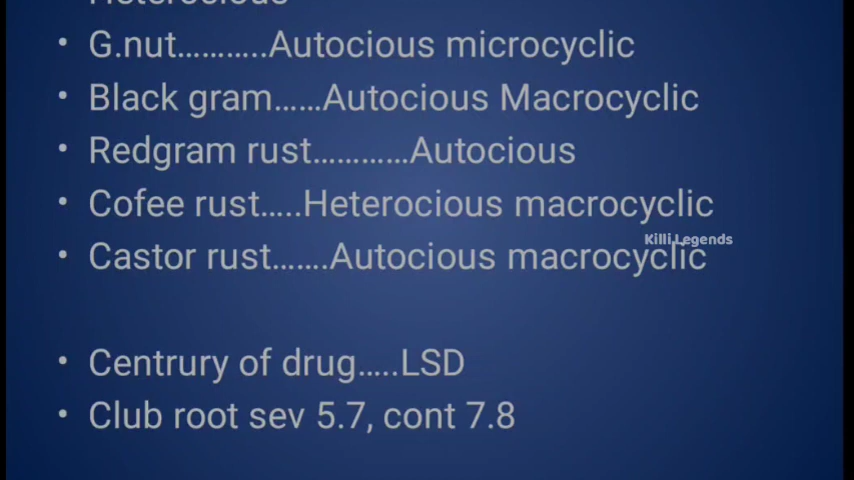 Heterocious
• G.nut………..Autocious microcyclic
• Black gram……Autocious Macrocyclic
• Redgram rust…………Autocious
• Cofee rust…..Heterocious macrocyclic
Killi Legends
• Castor rust…….Autocious macrocyclic
• Centrury of drug…..LSD
• Club root sev 5.7, cont 7.8